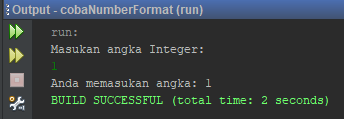 Output - cobaNumberFormat (run)
run:
Masukan angka Integer:
1
Anda memasukan angka: 1
BUILD SUCCESSFUL (total time: 2 seconds)